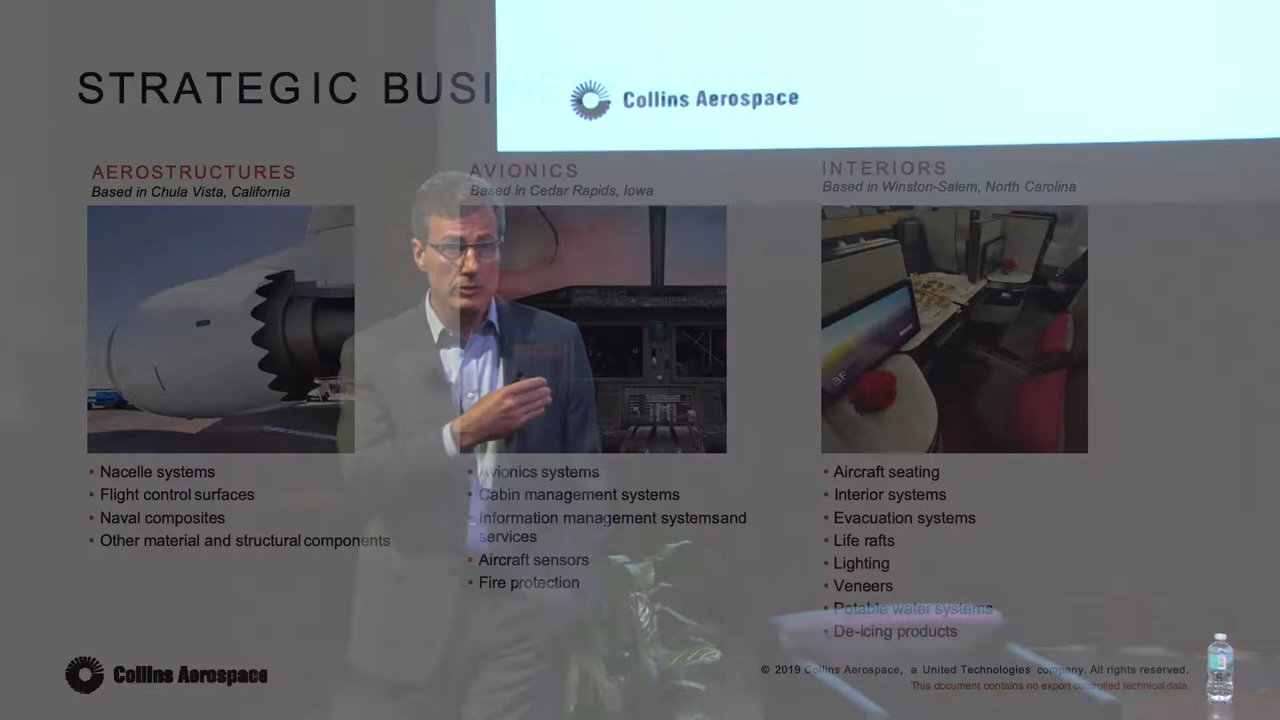 STRATEGIC BUSINESS UNITS
Collins Aerospace
AEROSTRUCTURES
Based in Chula Vista, California
AVIONICS
Based in Cedar Rapids, Iowa
INTERIORS
Based in Winston-Salem, North Carolina
• Nacelle systems
• Flight control surfaces
• Naval composites
• Other material and structural components
• Avionics systems
• Cabin management systems
• Information management systemsand
services
• Aircraft sensors
• Fire protection
• Aircraft seating
• Interior systems
• Evacuation systems
• Life rafts
• Lighting
• Veneers
• Potable water systems
• De-icing products
Collins Aerospace
© 2019 Collins Aerospace, a United Technologies company. All rights reserved.
This document contains no export controlled technical data.